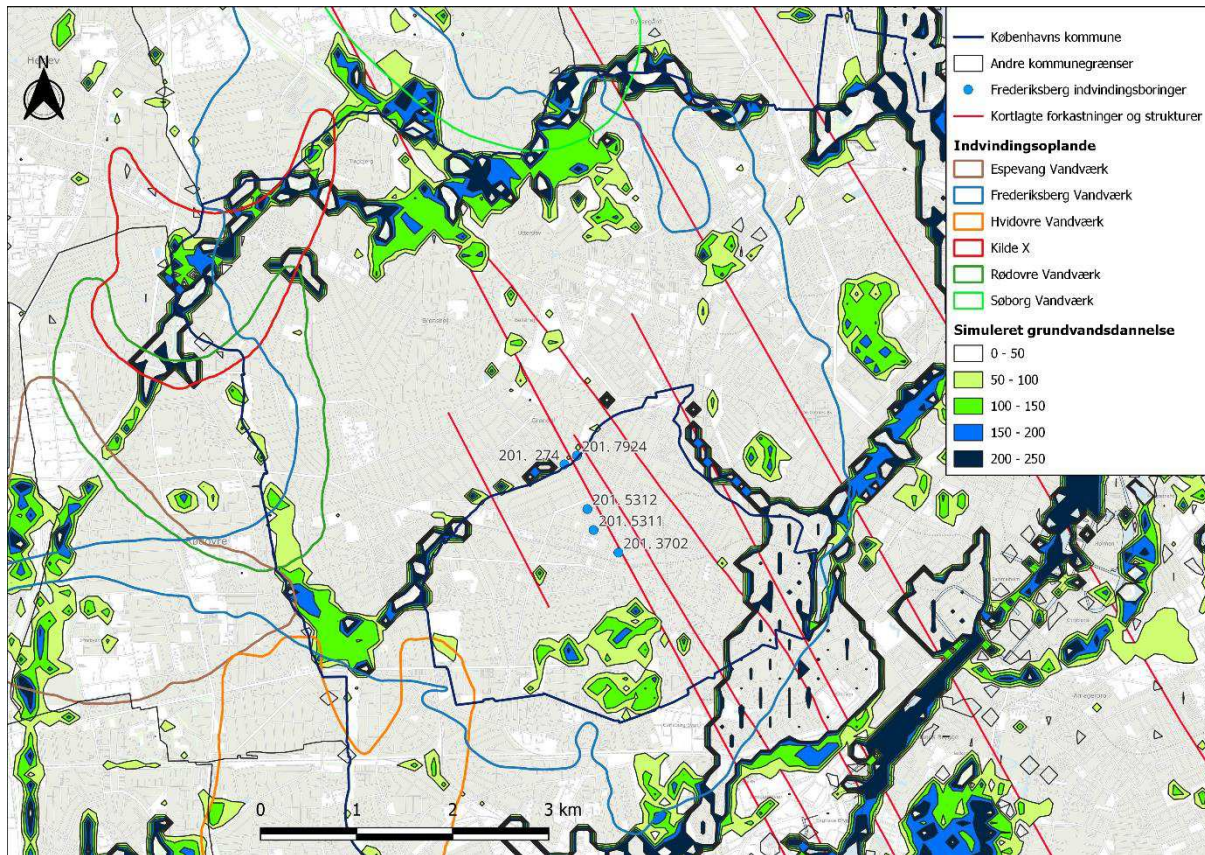 N
Københavns kommune
Andre kommunegrænser
Frederiksberg indvindingsboringer
Kortlagte forkastninger og strukturer
Indvindingsoplande
Espevang Vandværk
Frederiksberg Vandværk
Hvidovre Vandværk
Kilde X
Rødovre Vandværk
Søborg Vandværk
Simuleret grundvandsdannelse
0 - 50
50 - 100
100 - 150
150 - 200
200 - 250
201. 7924
201. 274
201. 5312
201. 5311
201. 3702
0 1 2 3 km